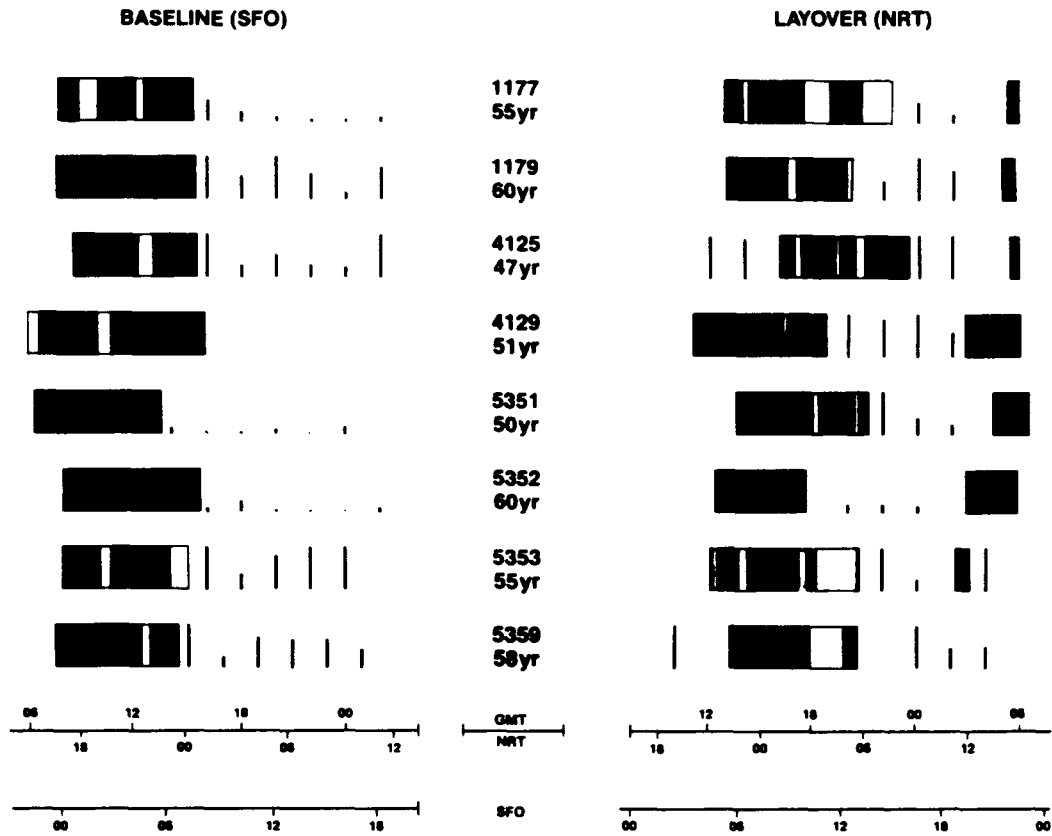 BASELINE (SFO) LAYOVER (NRT)
1177
55yr
1179
60yr
4125
47yr
4129
51yr
5351
50yr
5352
60yr
5353
55yr
5359
58yr
06 12 18 00 GMT 12 18 00 06
18 00 06 12 NRT 18 00 06 12
SFO
00 06 12 18 00 06 12 18 00